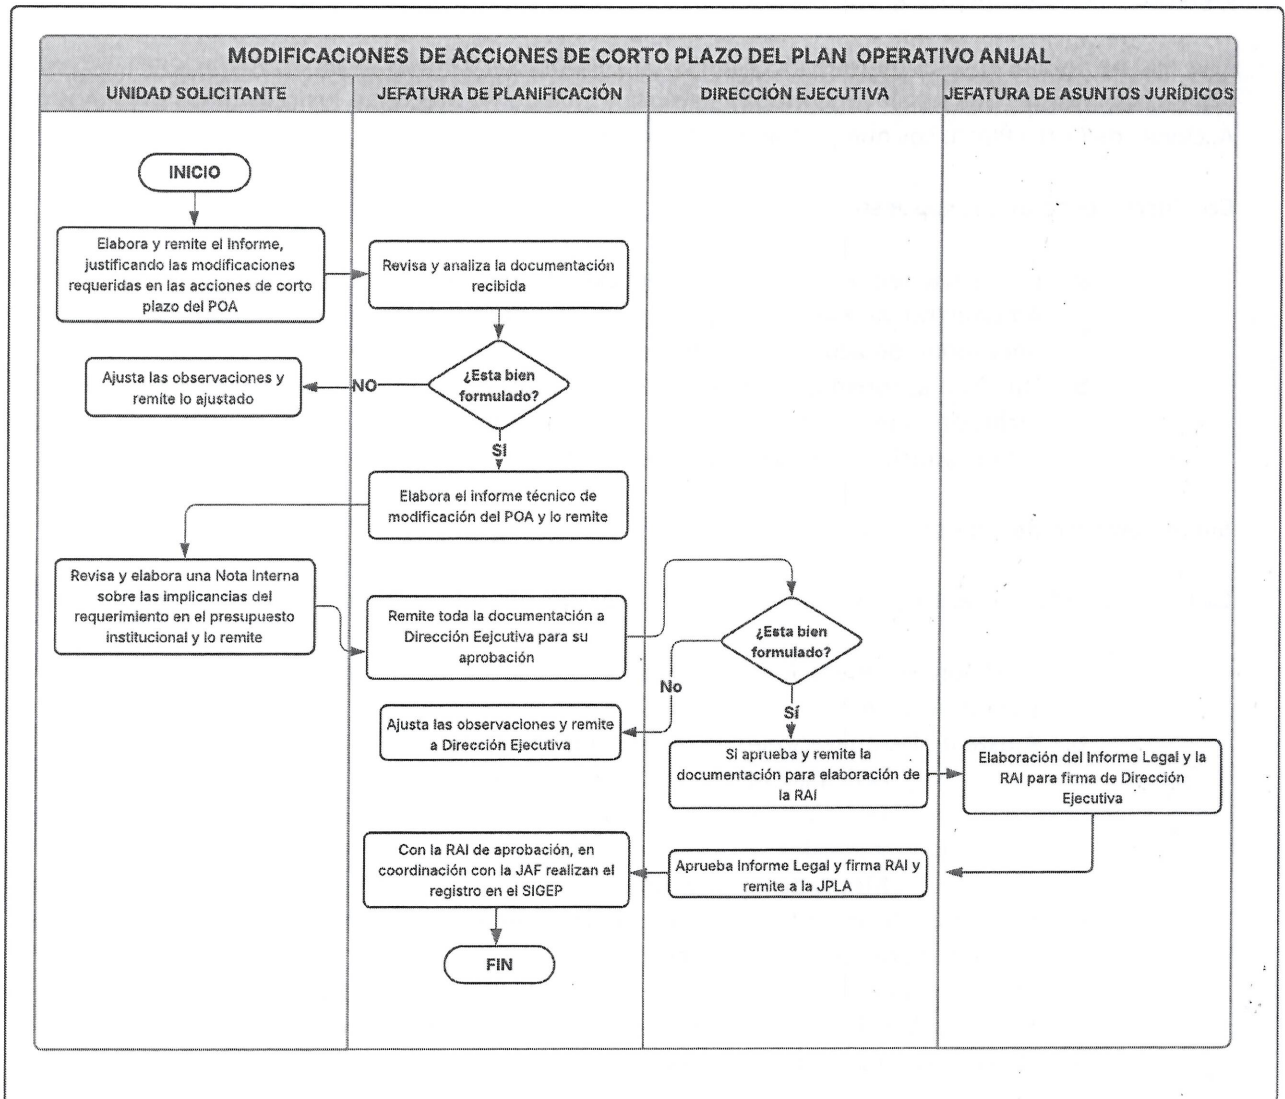 MODIFICACIONES DE ACCIONES DE CORTO PLAZO DEL PLAN OPERATIVO ANUAL
UNIDAD SOLICITANTE
JEFATURA DE PLANIFICACIÓN
DIRECCIÓN EJECUTIVA
JEFATURA DE ASUNTOS JURÍDICOS
INICIO
Elabora y remite el Informe,
justificando las modificaciones
requeridas en las acciones de corto
plazo del POA
Revisa y analiza la documentación
recibida
¿Esta bien
formulado?
NO
Ajusta las observaciones y
remite lo ajustado
SI
Elabora el informe técnico de
modificación del POA y lo remite
Revisa y elabora una Nota Interna
sobre las implicancias del
requerimiento en el presupuesto
institucional y lo remite
Remite toda la documentación a
Dirección Eejcutiva para su
aprobación
¿Esta bien
formulado?
No
Ajusta las observaciones y remite
a Dirección Ejecutiva
Sí
Si aprueba y remite la
documentación para elaboración de
la RAI
Elaboración del Informe Legal y la
RAI para firma de Dirección
Ejecutiva
Aprueba Informe Legal y firma RAI y
remite a la JPLA
Con la RAI de aprobación, en
coordinación con la JAF realizan el
registro en el SIGEP
FIN